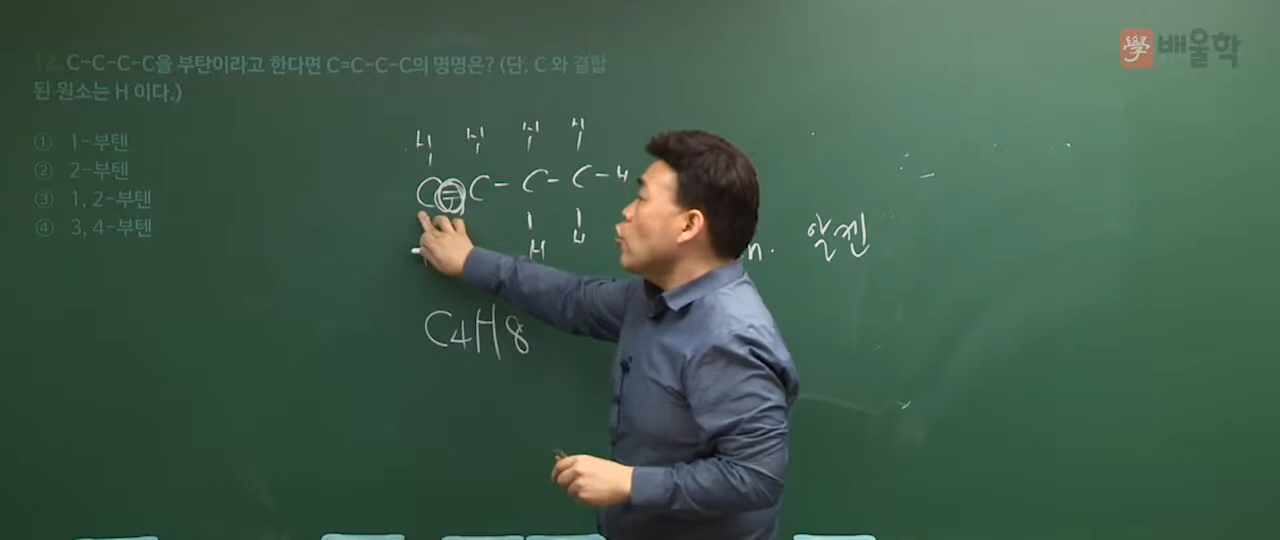 學 배울학
12. C-C-C-C을 부탄이라고 한다면 C=C-C-C의 명명은? (단, C 와 결합
된 원소는 H 이다.)
① 1-부텐
② 2-부텐
③ 1, 2-부텐
④ 3, 4-부텐
H H H H
C = C - C - C - H
H H
n. 알켄
C4H8